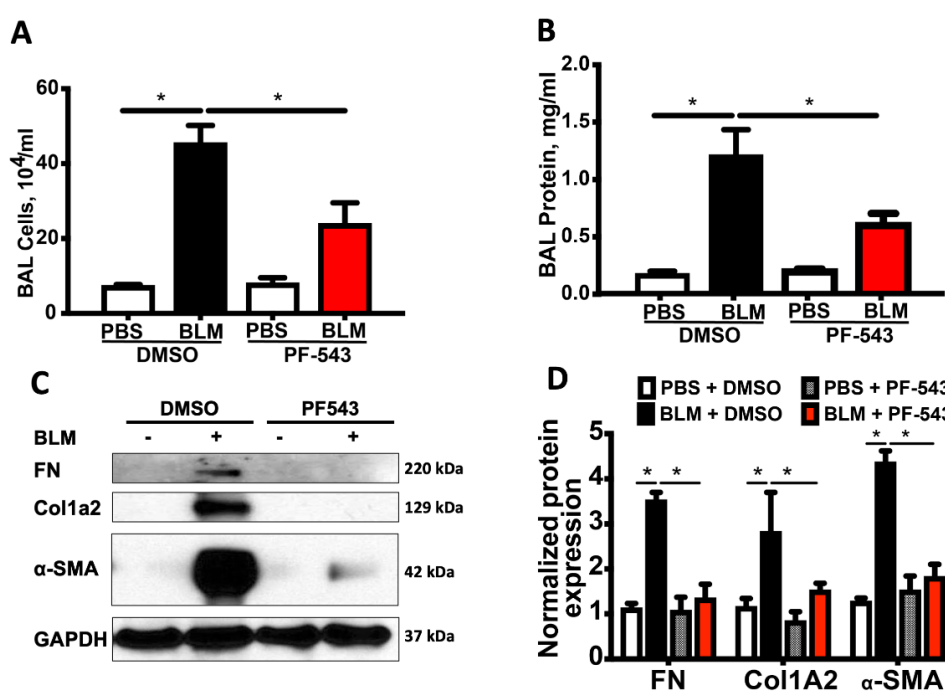 A
BAL Cells, 10⁴/ml
60
40
20
0
*
*
PBS BLM PBS BLM
DMSO PF-543
B
BAL Protein, mg/ml
2.0
1.5
1.0
0.5
0.0
*
*
PBS BLM PBS BLM
DMSO PF-543
C
DMSO PF543
BLM - + - +
FN 220 kDa
Col1a2 129 kDa
α-SMA 42 kDa
GAPDH 37 kDa
D
PBS + DMSO PBS + PF-543
BLM + DMSO BLM + PF-543
Normalized protein
expression
5
4
3
2
1
1
* *
* *
* *
FN Col1A2 α-SMA